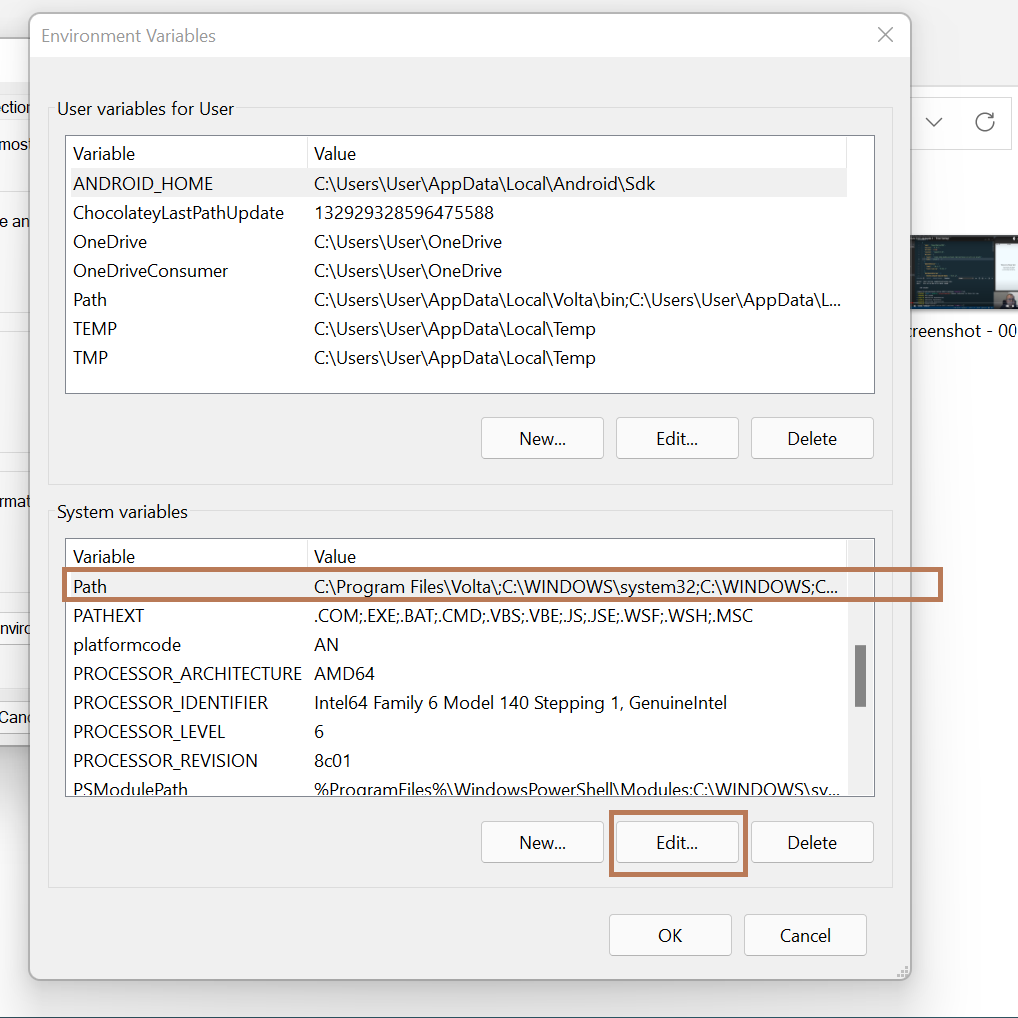 Environment Variables
ction
most
User variables for User
Variable Value
ANDROID_HOME C:\Users\User\AppData\Local\Android\Sdk
ChocolateyLastPathUpdate 132929328596475588
e an
OneDrive C:\Users\User\OneDrive
OneDriveConsumer C:\Users\User\OneDrive
Path C:\Users\User\AppData\Local\Volta\bin;C:\Users\User\AppData\L...
TEMP C:\Users\User\AppData\Local\Temp
creenshot - 00
TMP C:\Users\User\AppData\Local\Temp
New... Edit... Delete
rmat
System variables
Variable Value
Path C:\Program Files\Volta\;C:\WINDOWS\system32;C:\WINDOWS;C...
PATHEXT .COM;.EXE;.BAT;.CMD;.VBS;.VBE;.JS;.JSE;.WSF;.WSH;.MSC
nviro
platformcode AN
PROCESSOR_ARCHITECTURE AMD64
PROCESSOR_IDENTIFIER Intel64 Family 6 Model 140 Stepping 1, GenuineIntel
Canc
PROCESSOR_LEVEL 6
PROCESSOR_REVISION 8c01
PSModulePath %ProgramFiles%\WindowsPowerShell\Modules;C:\WINDOWS\sy...
New... Edit... Delete
OK Cancel